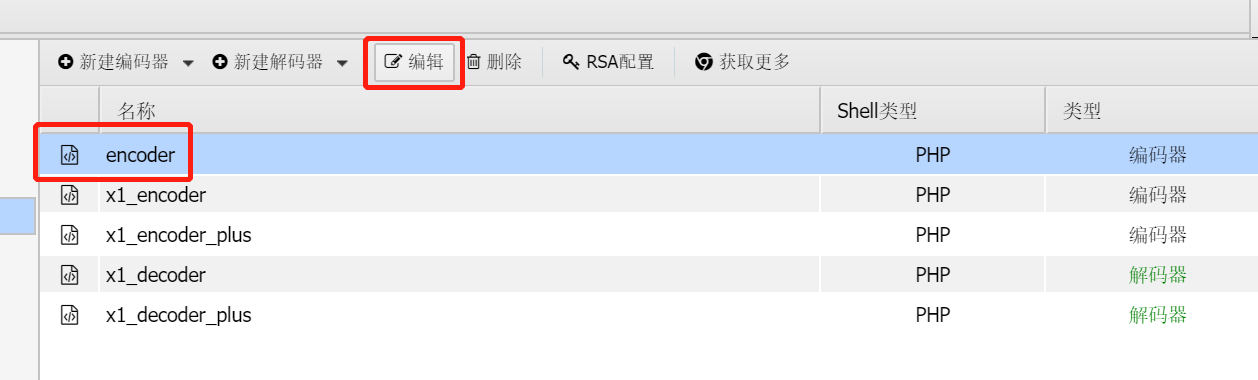 新建编码器 新建解码器 编辑 删除 RSA配置 获取更多
名称 Shell类型 类型
encoder PHP 编码器
x1_encoder PHP 编码器
x1_encoder_plus PHP 编码器
x1_decoder PHP 解码器
x1_decoder_plus PHP 解码器